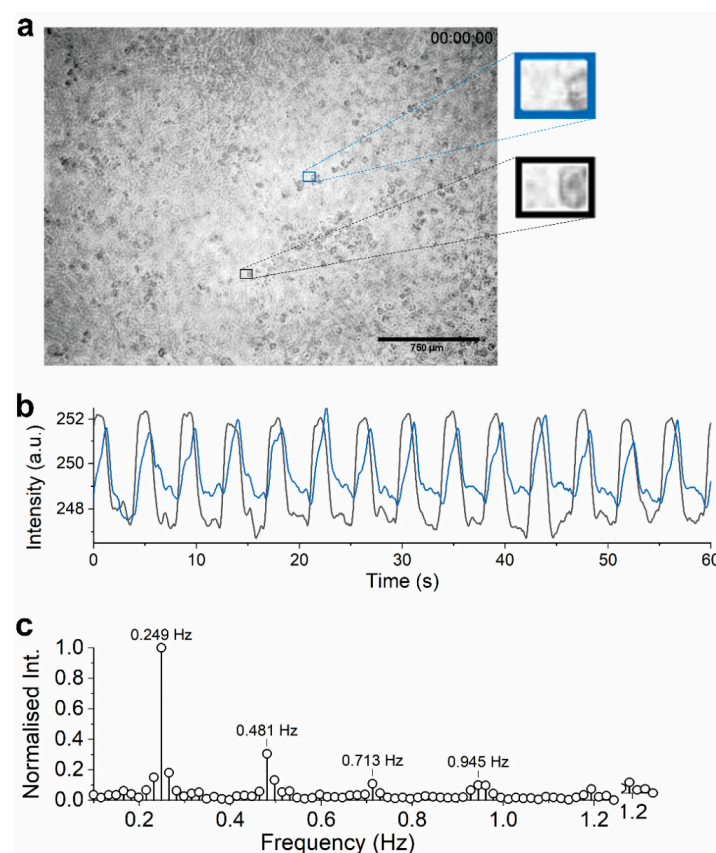 a
00:00:00
750 µm
b
252
250
248
Intensity (a.u.)
0 10 20 30 40 50 60
Time (s)
c
1.0
0.8
0.6
0.4
0.2
0.0
Normalised Int.
0.249 Hz
0.481 Hz
0.713 Hz
0.945 Hz
0.2 0.4 0.6 0.8 1.0 1.2 1.2
Frequency (Hz)